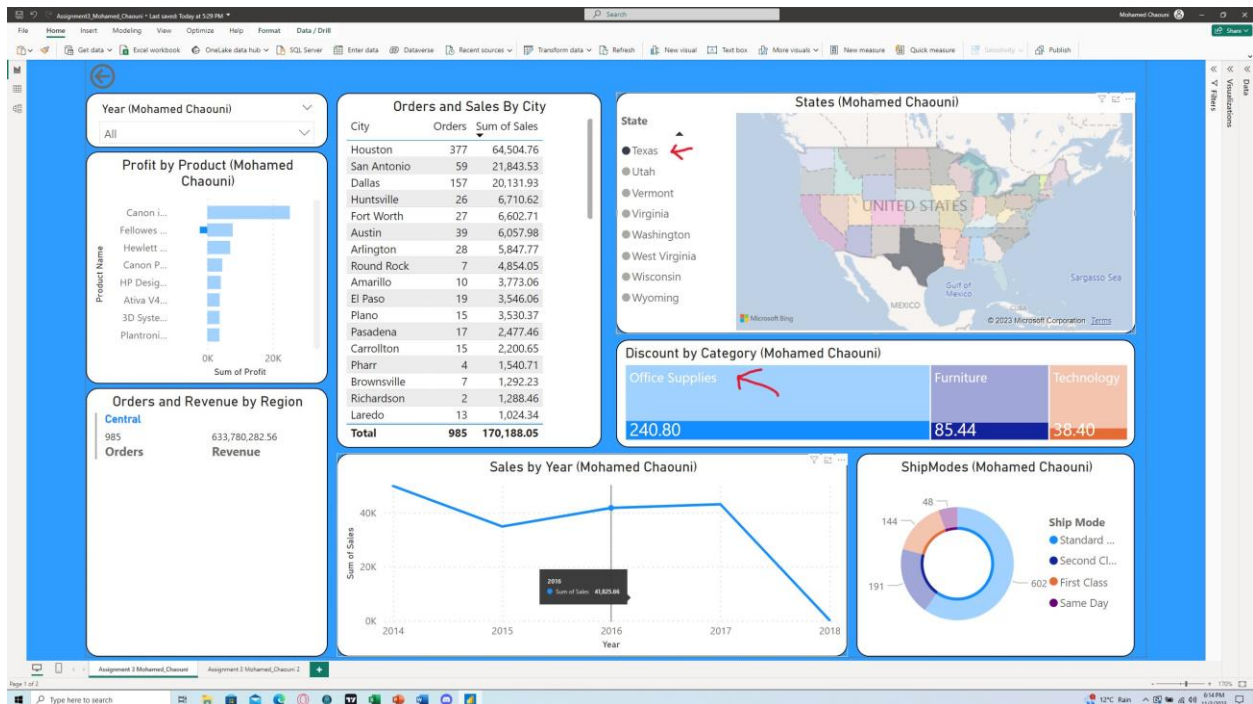 Assignment3_Mohamed_Chaouni • Last saved: Today at 5:29 PM
Search
Mohamed Chaouni
File Home Insert Modeling View Optimize Help Format Data / Drill
Share
Get data Excel workbook OneLake data hub SQL Server Enter data Dataverse Recent sources Transform data Refresh New visual Text box More visuals New measure Quick measure Sensitivity Publish
Year (Mohamed Chaouni)
All
Profit by Product (Mohamed
Chaouni)
Product Name
Canon i...
Fellowes ...
Hewlett ...
Canon P...
HP Desig...
Ativa V4...
3D Syste...
Plantroni...
0K 20K
Sum of Profit
Orders and Revenue by Region
Central
985 633,780,282.56
Orders Revenue
Orders and Sales By City
City Orders Sum of Sales
Houston 377 64,504.76
San Antonio 59 21,843.53
Dallas 157 20,131.93
Huntsville 26 6,710.62
Fort Worth 27 6,602.71
Austin 39 6,057.98
Arlington 28 5,847.77
Round Rock 7 4,854.05
Amarillo 10 3,773.06
El Paso 19 3,546.06
Plano 15 3,530.37
Pasadena 17 2,477.46
Carrollton 15 2,200.65
Pharr 4 1,540.71
Brownsville 7 1,292.23
Richardson 2 1,288.46
Laredo 13 1,024.34
Total 985 170,188.05
States (Mohamed Chaouni)
State
Texas
Utah
Vermont
Virginia
Washington
West Virginia
Wisconsin
Wyoming
UNITED STATES
Sargasso Sea
Gulf of
Mexico
MEXICO
CUBA
Microsoft Bing
© 2023 Microsoft Corporation Terms
Discount by Category (Mohamed Chaouni)
Office Supplies Furniture Technology
240.80 85.44 38.40
Sales by Year (Mohamed Chaouni)
Sum of Sales
40K
20K
0K
2016
Sum of Sales 41,825.66
2014 2015 2016 2017 2018
Year
ShipModes (Mohamed Chaouni)
48
144
191
602
Ship Mode
Standard ...
Second Cl...
First Class
Same Day
Filters
Visualizations
Data
Assignment 3 Mohamed_Chaouni Assignment 3 Mohamed_Chaouni 2
Page 1 of 2
170%
Type here to search
12°C Rain
6:14 PM